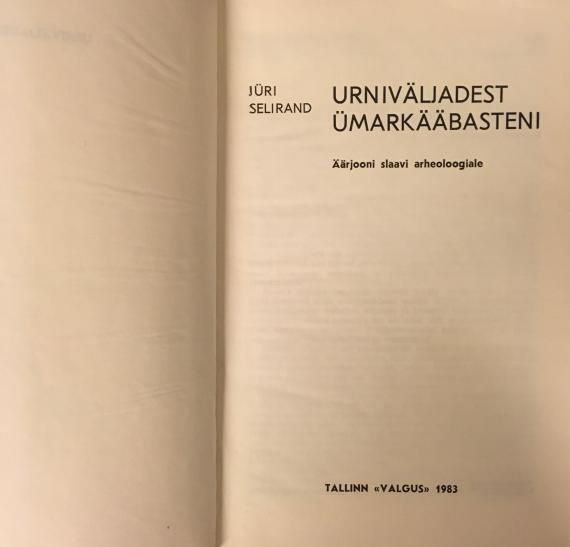 JÜRI
SELIRAND
URNIVÄLJADEST
ÜMARKÄÄBASTENI
Äärjooni slaavi arheoloogiale
TALLINN «VALGUS» 1983